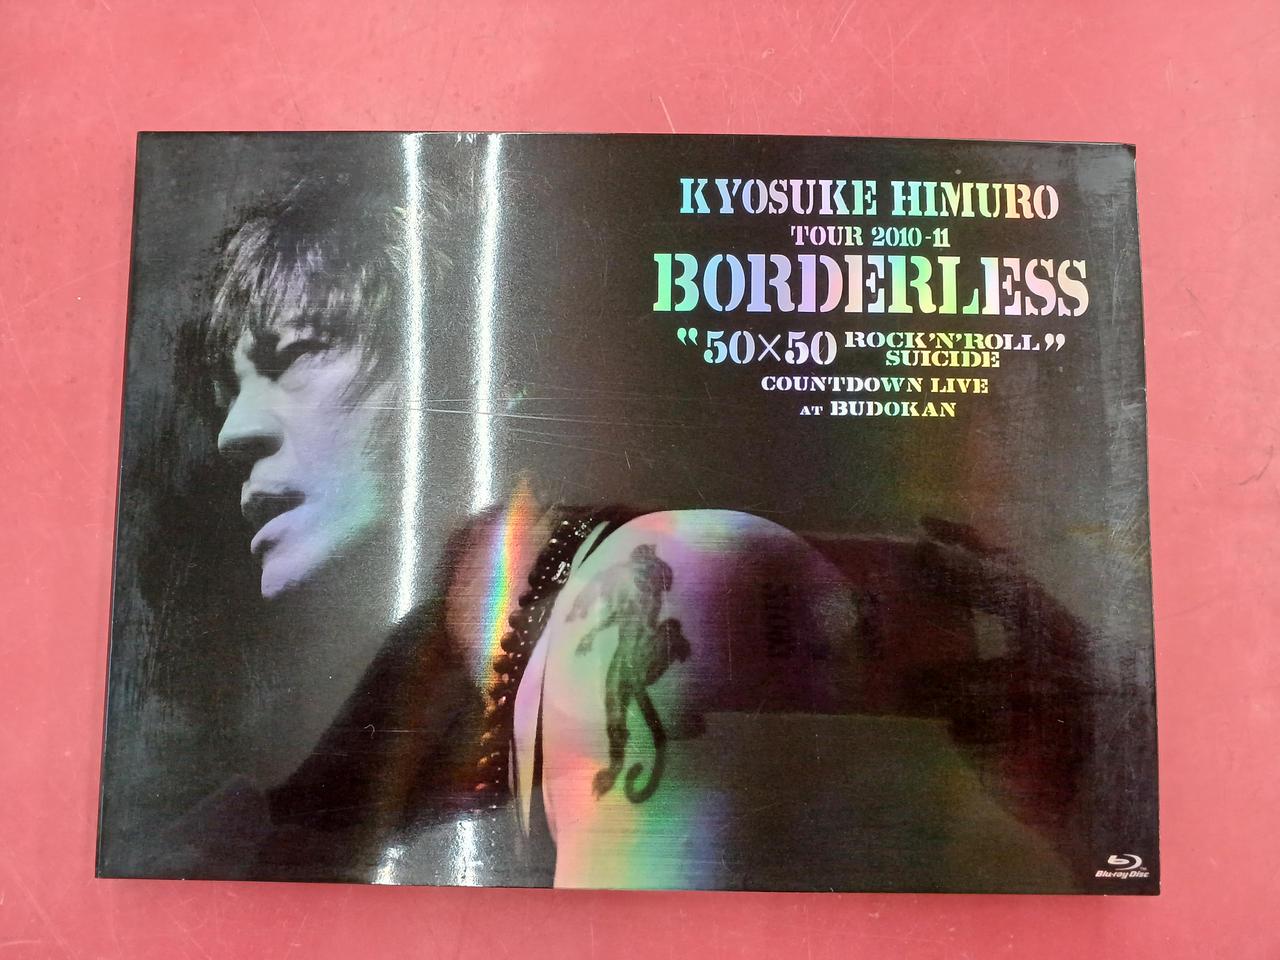 KYOSUKE HIMURO
TOUR 2010-11
BORDERLESS
"50×50 ROCK'N'ROLL SUICIDE"
COUNTDOWN LIVE
AT BUDOKAN
Blu-ray Disc